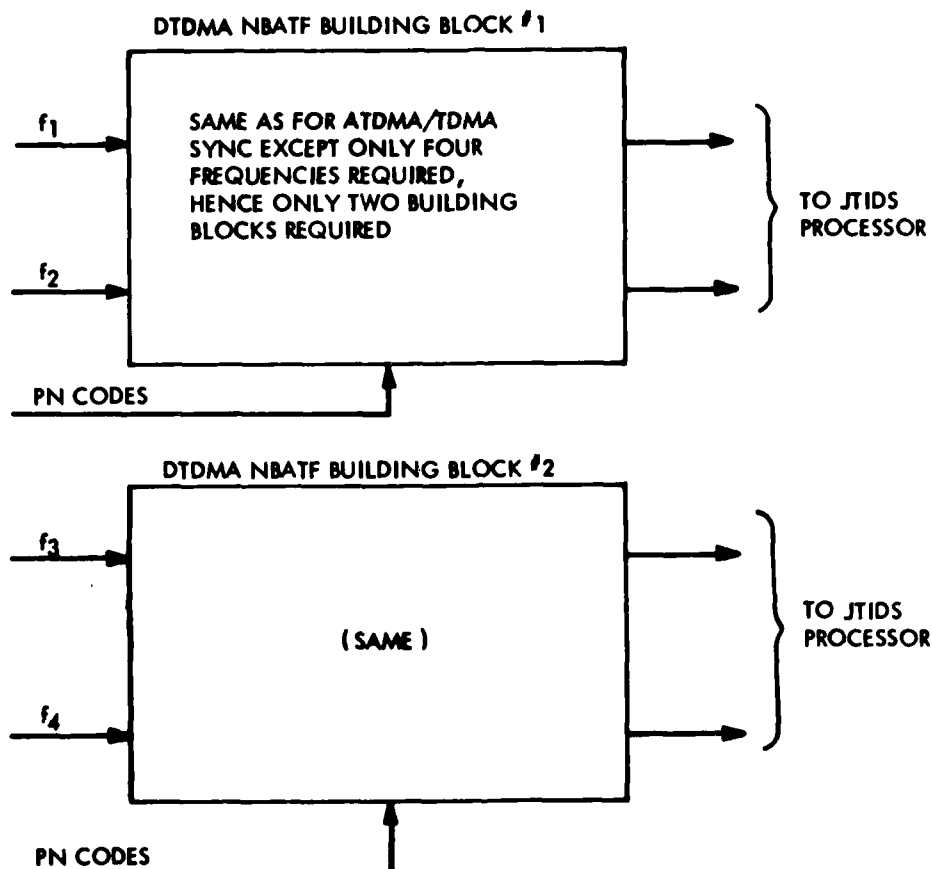 DTDMA NBATF BUILDING BLOCK #1
f1
SAME AS FOR ATDMA/TDMA
SYNC EXCEPT ONLY FOUR
FREQUENCIES REQUIRED,
HENCE ONLY TWO BUILDING
BLOCKS REQUIRED
TO JTIDS
PROCESSOR
f2
PN CODES
DTDMA NBATF BUILDING BLOCK #2
f3
(SAME)
TO JTIDS
PROCESSOR
f4
PN CODES